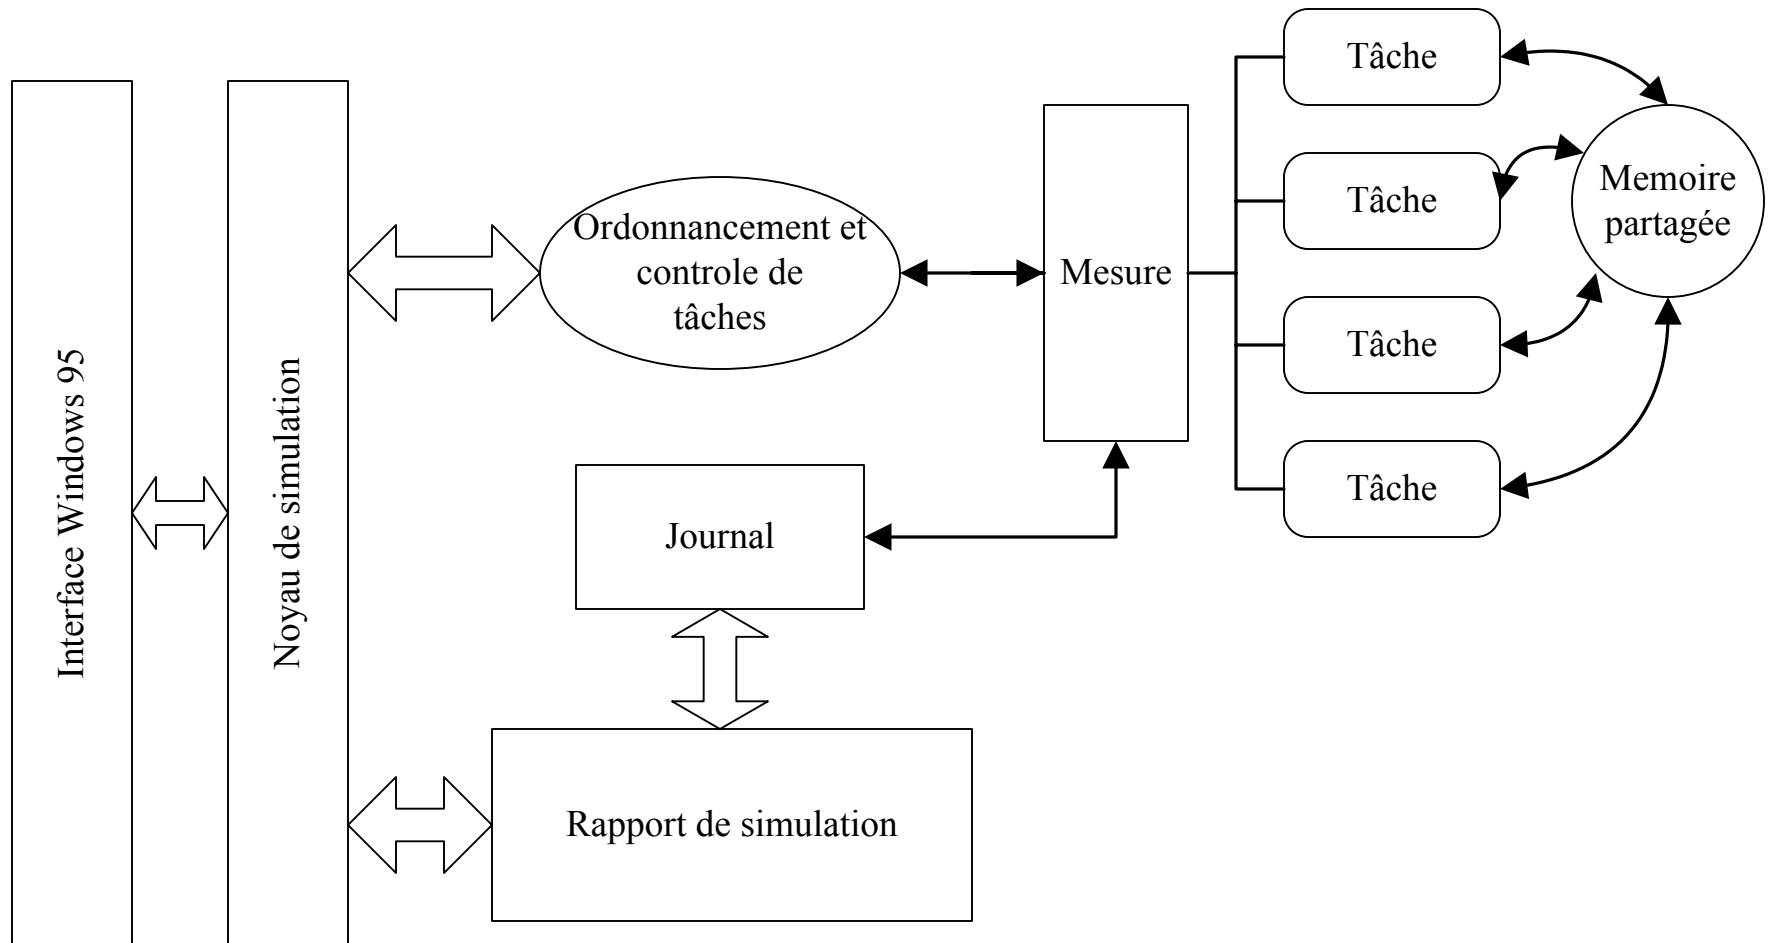 Interface Windows 95
Noyau de simulation
Ordonnancement et
controle de
tâches
Mesure
Tâche
Tâche
Tâche
Tâche
Memoire
partagée
Journal
Rapport de simulation